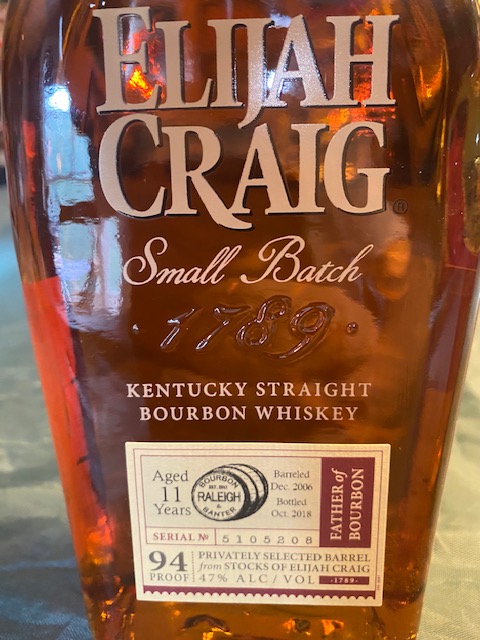 ELIJAH
CRAIG®
Small Batch
· 1789 ·
KENTUCKY STRAIGHT
BOURBON WHISKEY
Aged
11
Years
BOURBON
RALEIGH
&
BANTER
Barreled
Dec. 2006
Bottled
Oct. 2018
FATHER of
BOURBON
SERIAL № 5105208
94
PROOF
PRIVATELY SELECTED BARREL
from STOCKS OF ELIJAH CRAIG
47% ALC / VOL
·1789·